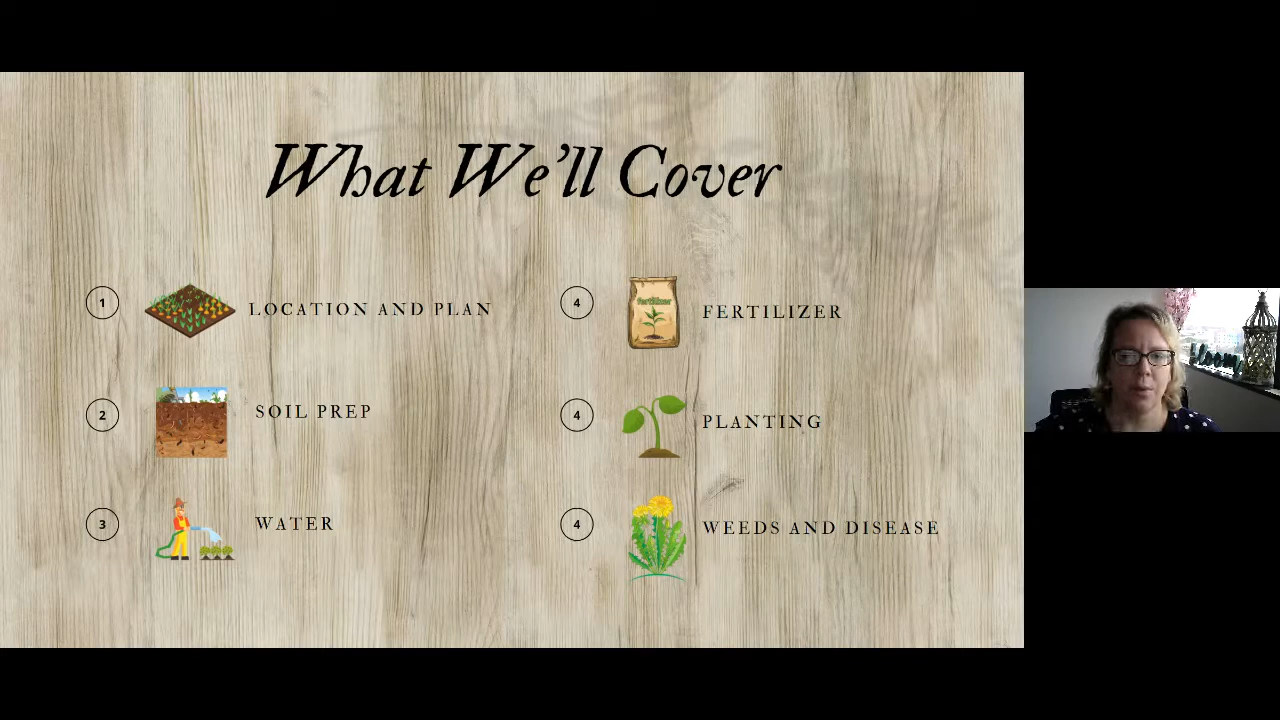 What We'll Cover
1
LOCATION AND PLAN
2
SOIL PREP
3
WATER
4
fertilizer
FERTILIZER
4
PLANTING
4
WEEDS AND DISEASE